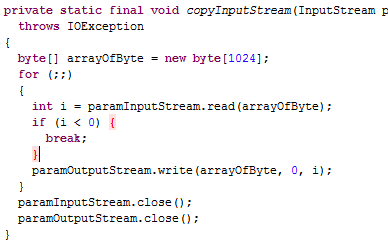 private static final void copyInputStream(InputStream
throws IOException
{
byte[] arrayOfByte = new byte[1024];
for (;;)
{
int i = paramInputStream.read(arrayOfByte);
if (i < 0) {
break;
}
paramOutputStream.write(arrayOfByte, 0, i);
}
paramInputStream.close();
paramOutputStream.close();
}